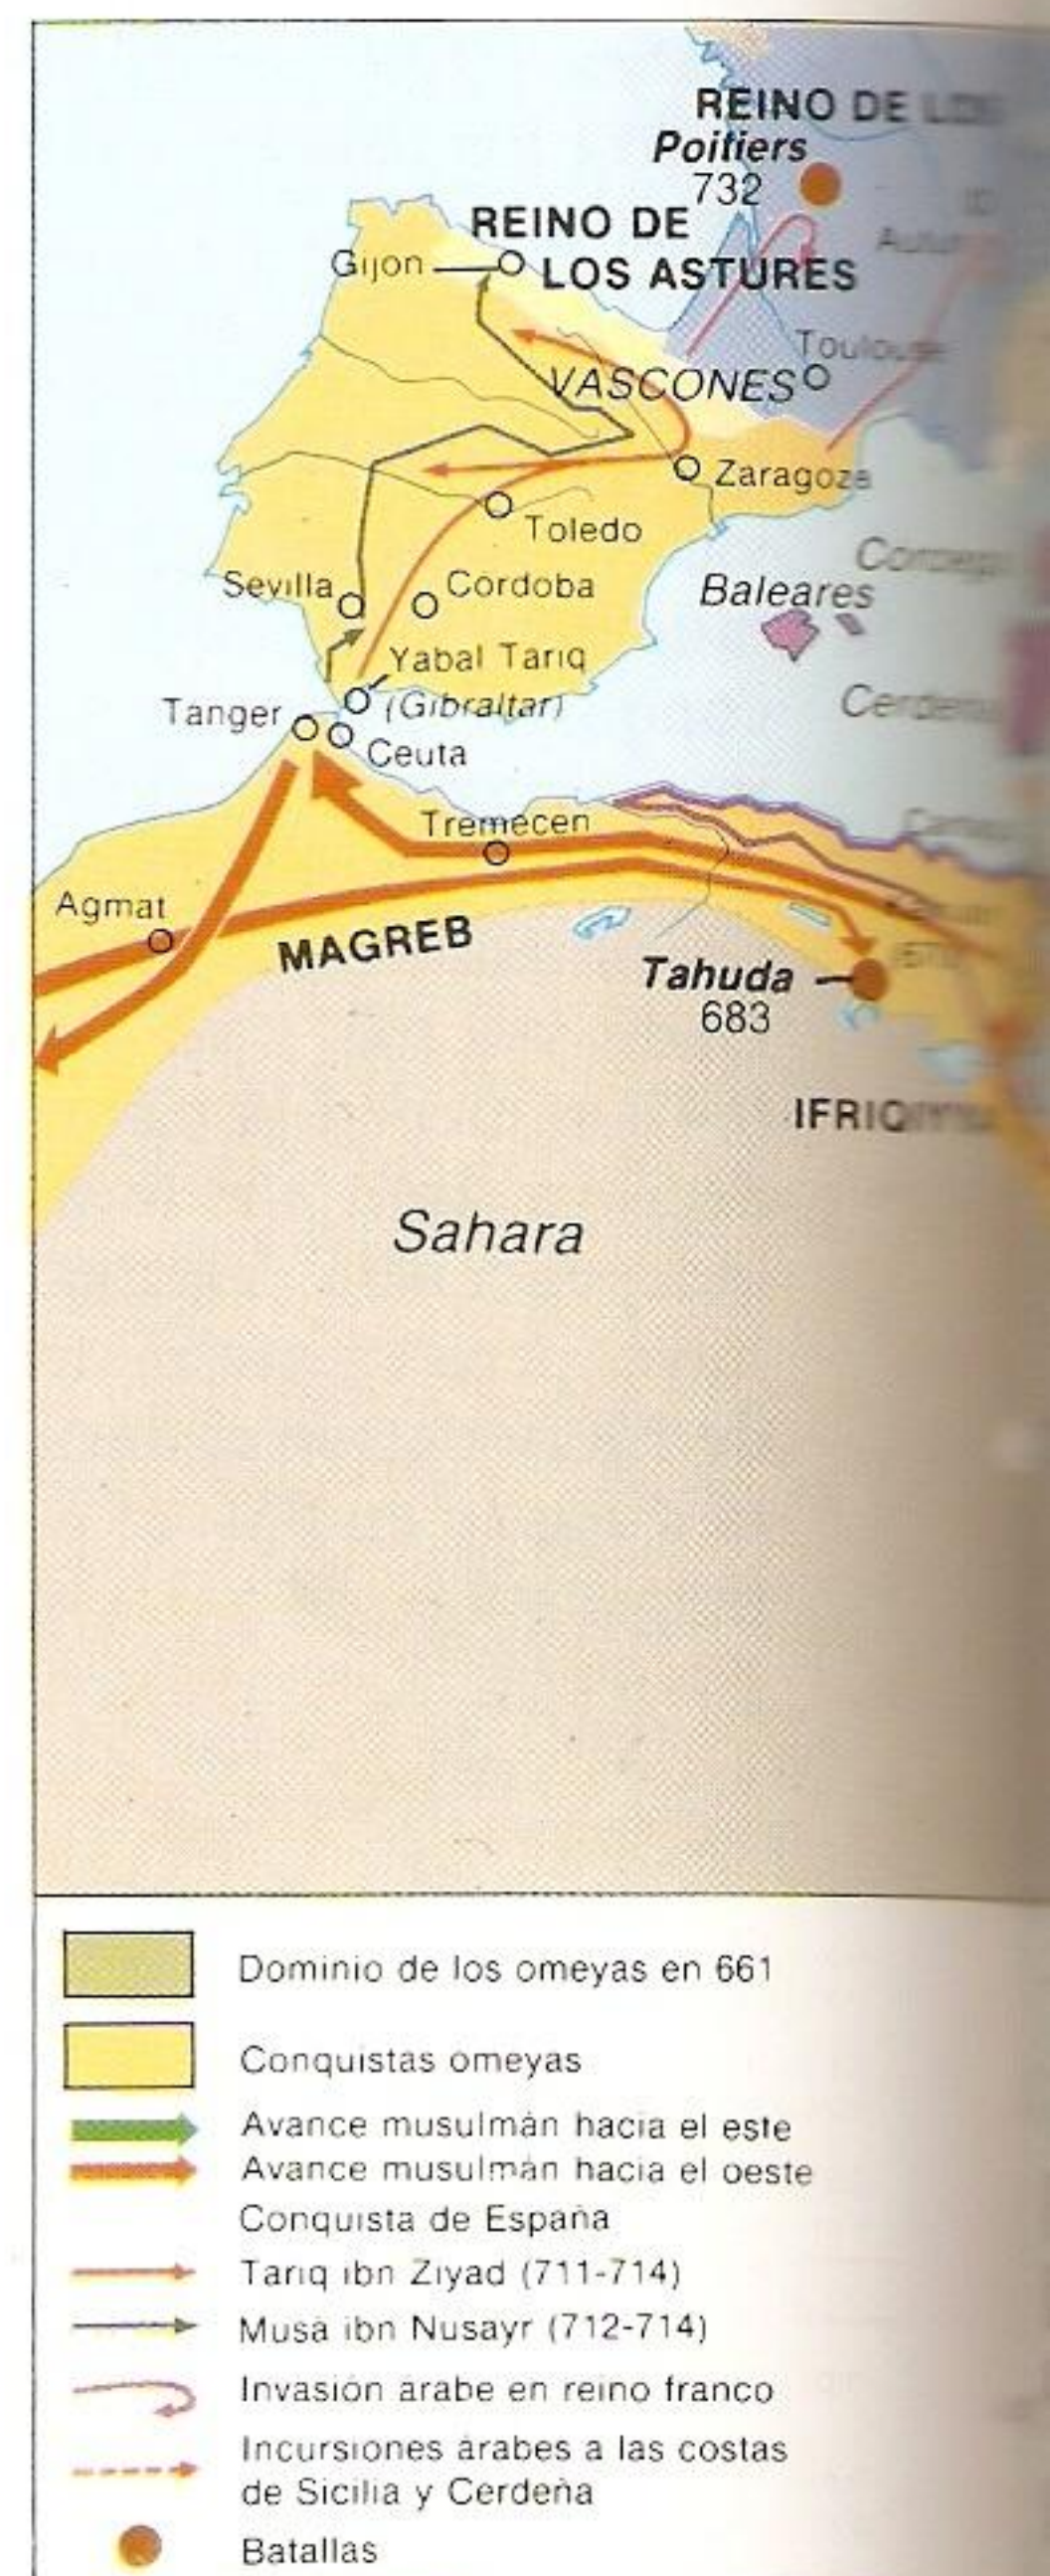 REINO DE
Poitiers
732
REINO DE
LOS ASTURES
Gijon
Toulouse
VASCONES
Zaragoza
Toledo
Sevilla
Cordoba
Baleares
Yabal Tariq
(Gibraltar)
Tanger
Ceuta
Tremecen
Agmat
MAGREB
Tahuda
683
Sahara
Dominio de los omeyas en 661
Conquistas omeyas
Avance musulmán hacia el este
Avance musulmán hacia el oeste
Conquista de España
Tariq ibn Ziyad (711-714)
Musa ibn Nusayr (712-714)
Invasión árabe en reino franco
Incursiones árabes a las costas
de Sicilia y Cerdeña
Batallas